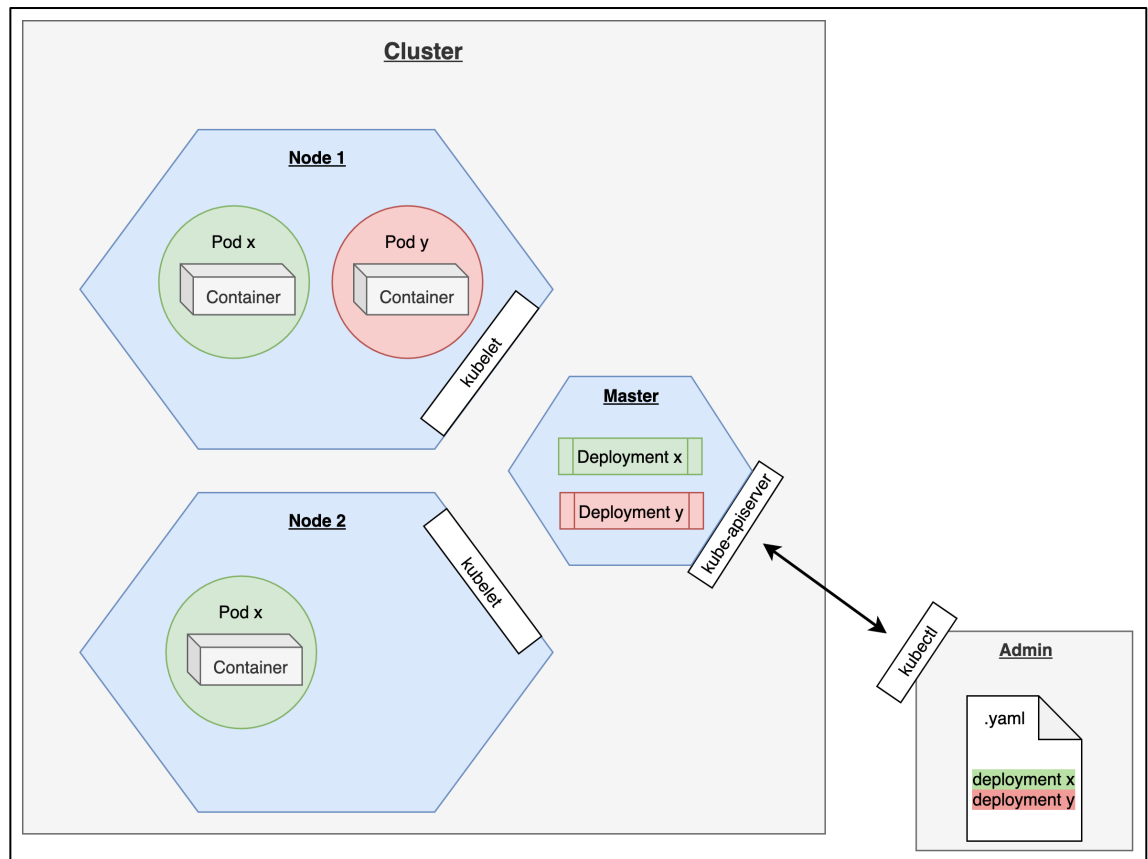 Cluster
Node 1
Pod x
Container
Pod y
Container
kubelet
Master
Deployment x
Deployment y
kube-apiserver
Node 2
kubelet
Pod x
Container
kubectl
Admin
.yaml
deployment x
deployment y